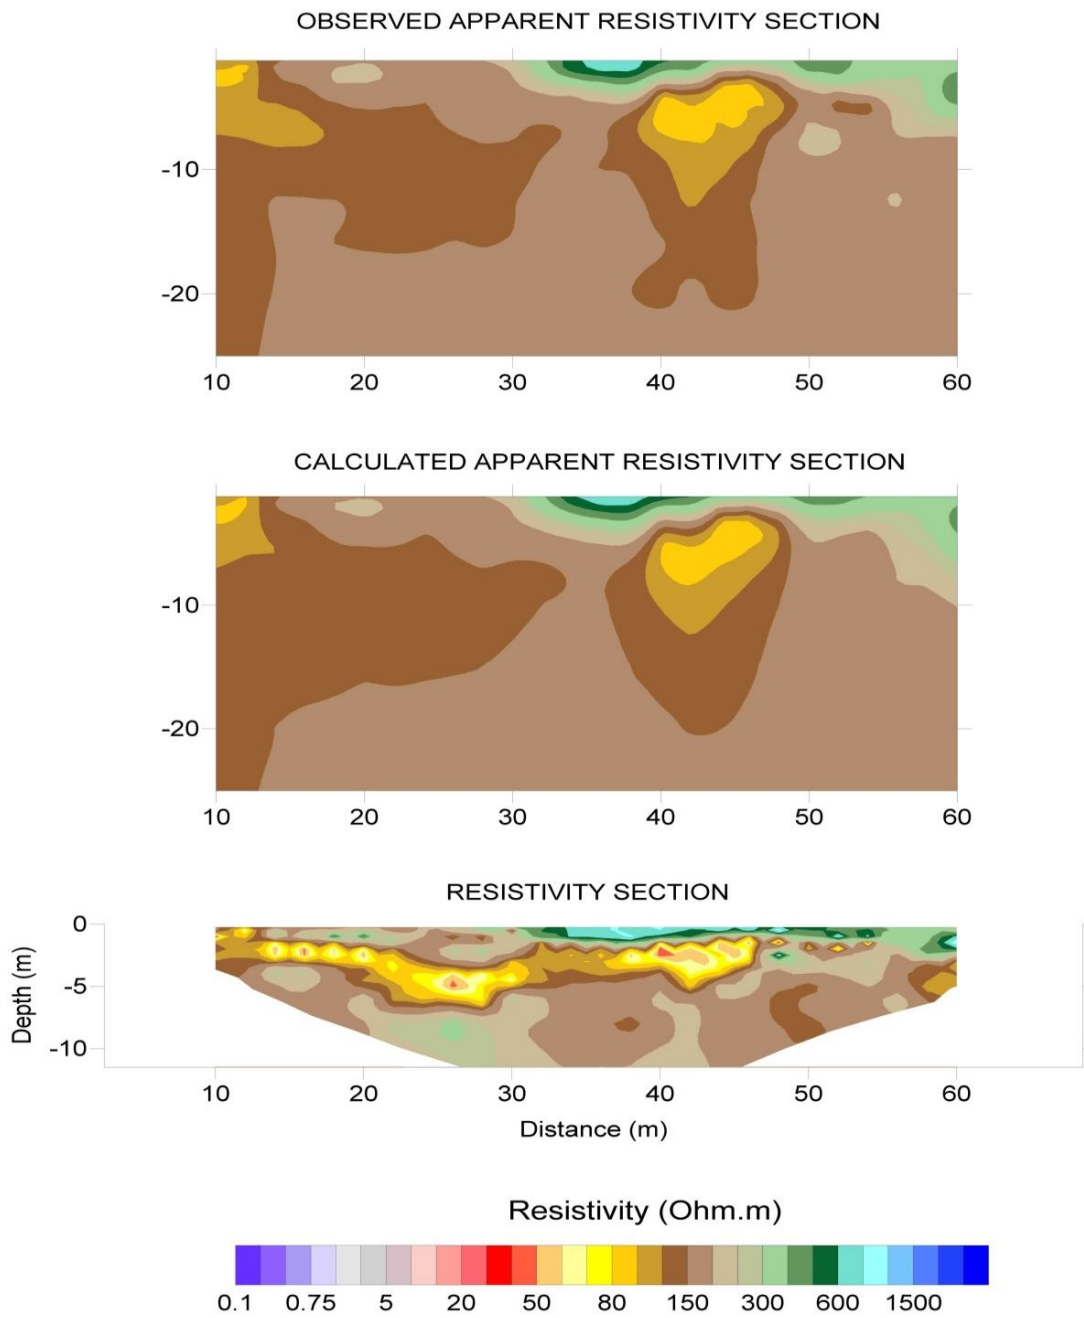 OBSERVED APPARENT RESISTIVITY SECTION
-10
-20
10 20 30 40 50 60
CALCULATED APPARENT RESISTIVITY SECTION
-10
-20
10 20 30 40 50 60
RESISTIVITY SECTION
0
-5
-10
Depth (m)
10 20 30 40 50 60
Distance (m)
Resistivity (Ohm.m)
0.1 0.75 5 20 50 80 150 300 600 1500